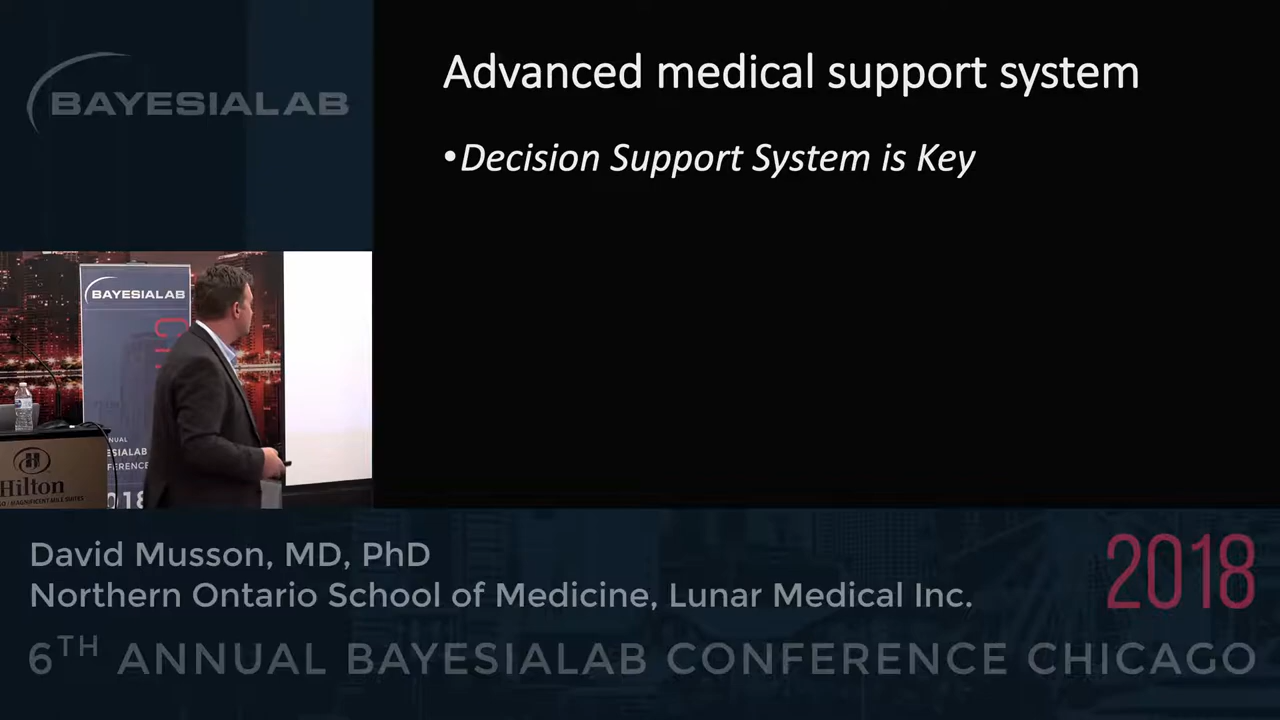 BAYESIALAB
Advanced medical support system
•Decision Support System is Key
BAYESIALAB
Hilton
2018
David Musson, MD, PhD
Northern Ontario School of Medicine, Lunar Medical Inc.
6TH ANNUAL BAYESIALAB CONFERENCE CHICAGO